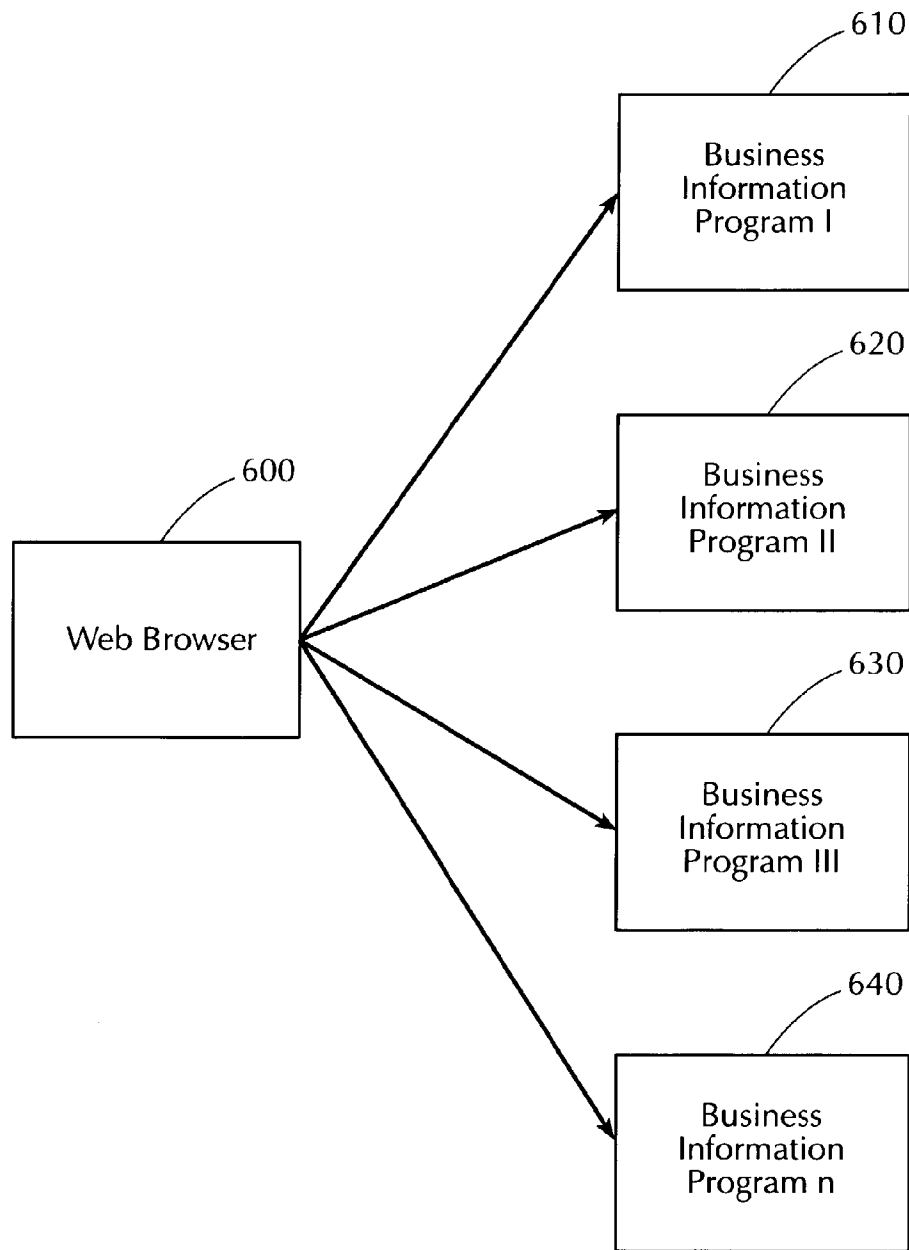 610
Business
Information
Program I
620
Business
Information
Program II
600
Web Browser
630
Business
Information
Program III
640
Business
Information
Program n